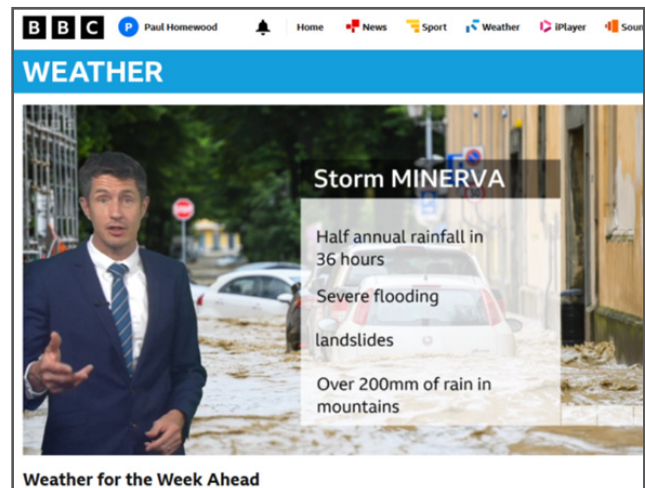 BBC P Paul Homewood Home News Sport Weather iPlayer Soun
WEATHER
Storm MINERVA
Half annual rainfall in
36 hours
Severe flooding
landslides
Over 200mm of rain in
mountains
Weather for the Week Ahead